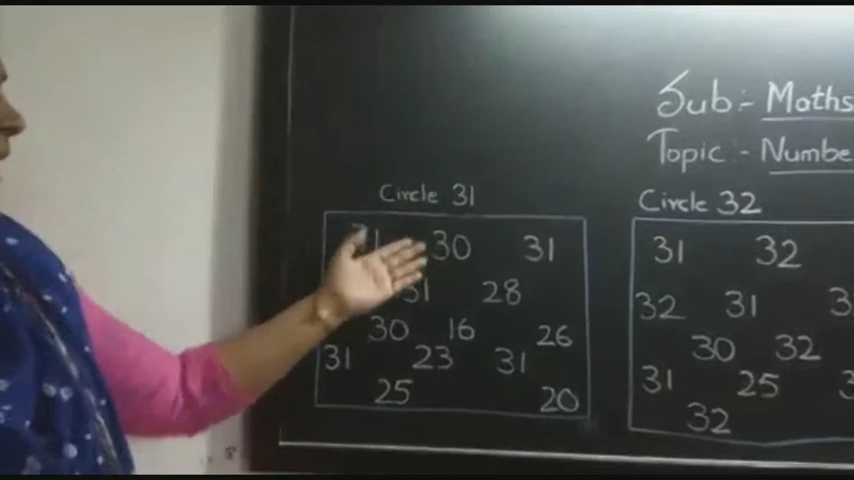 Sub:- Maths
Topic:- Numbe
Circle 31
30 31
31 28
30 16 26
31 23 31
25 20
Circle 32
31 32
32 31
30 32
31 25
32